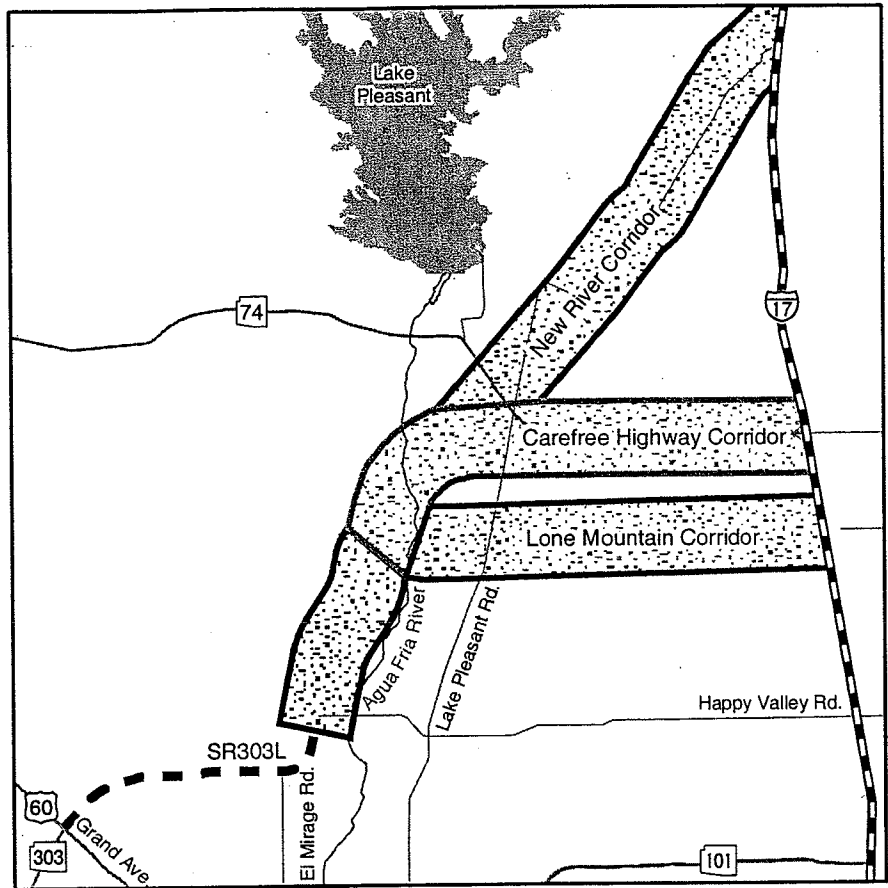 Lake
Pleasant
74
New River Corridor
17
Carefree Highway Corridor
Lone Mountain Corridor
Agua Fria River
Lake Pleasant Rd.
Happy Valley Rd.
SR303L
El Mirage Rd.
60
Grand Ave.
303
101